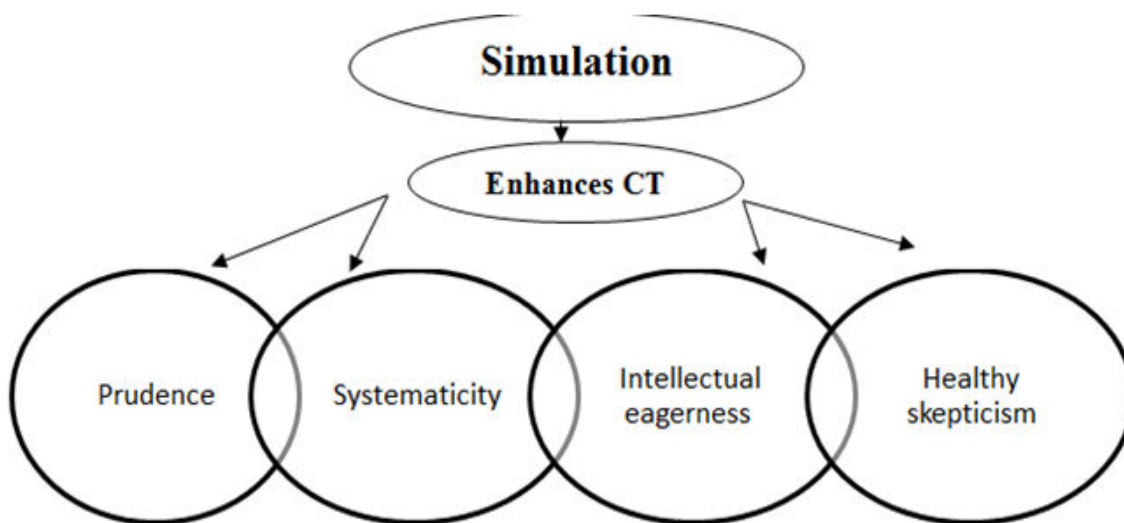 Simulation
Enhances CT
Prudence
Systematicity
Intellectual
eagerness
Healthy
skepticism